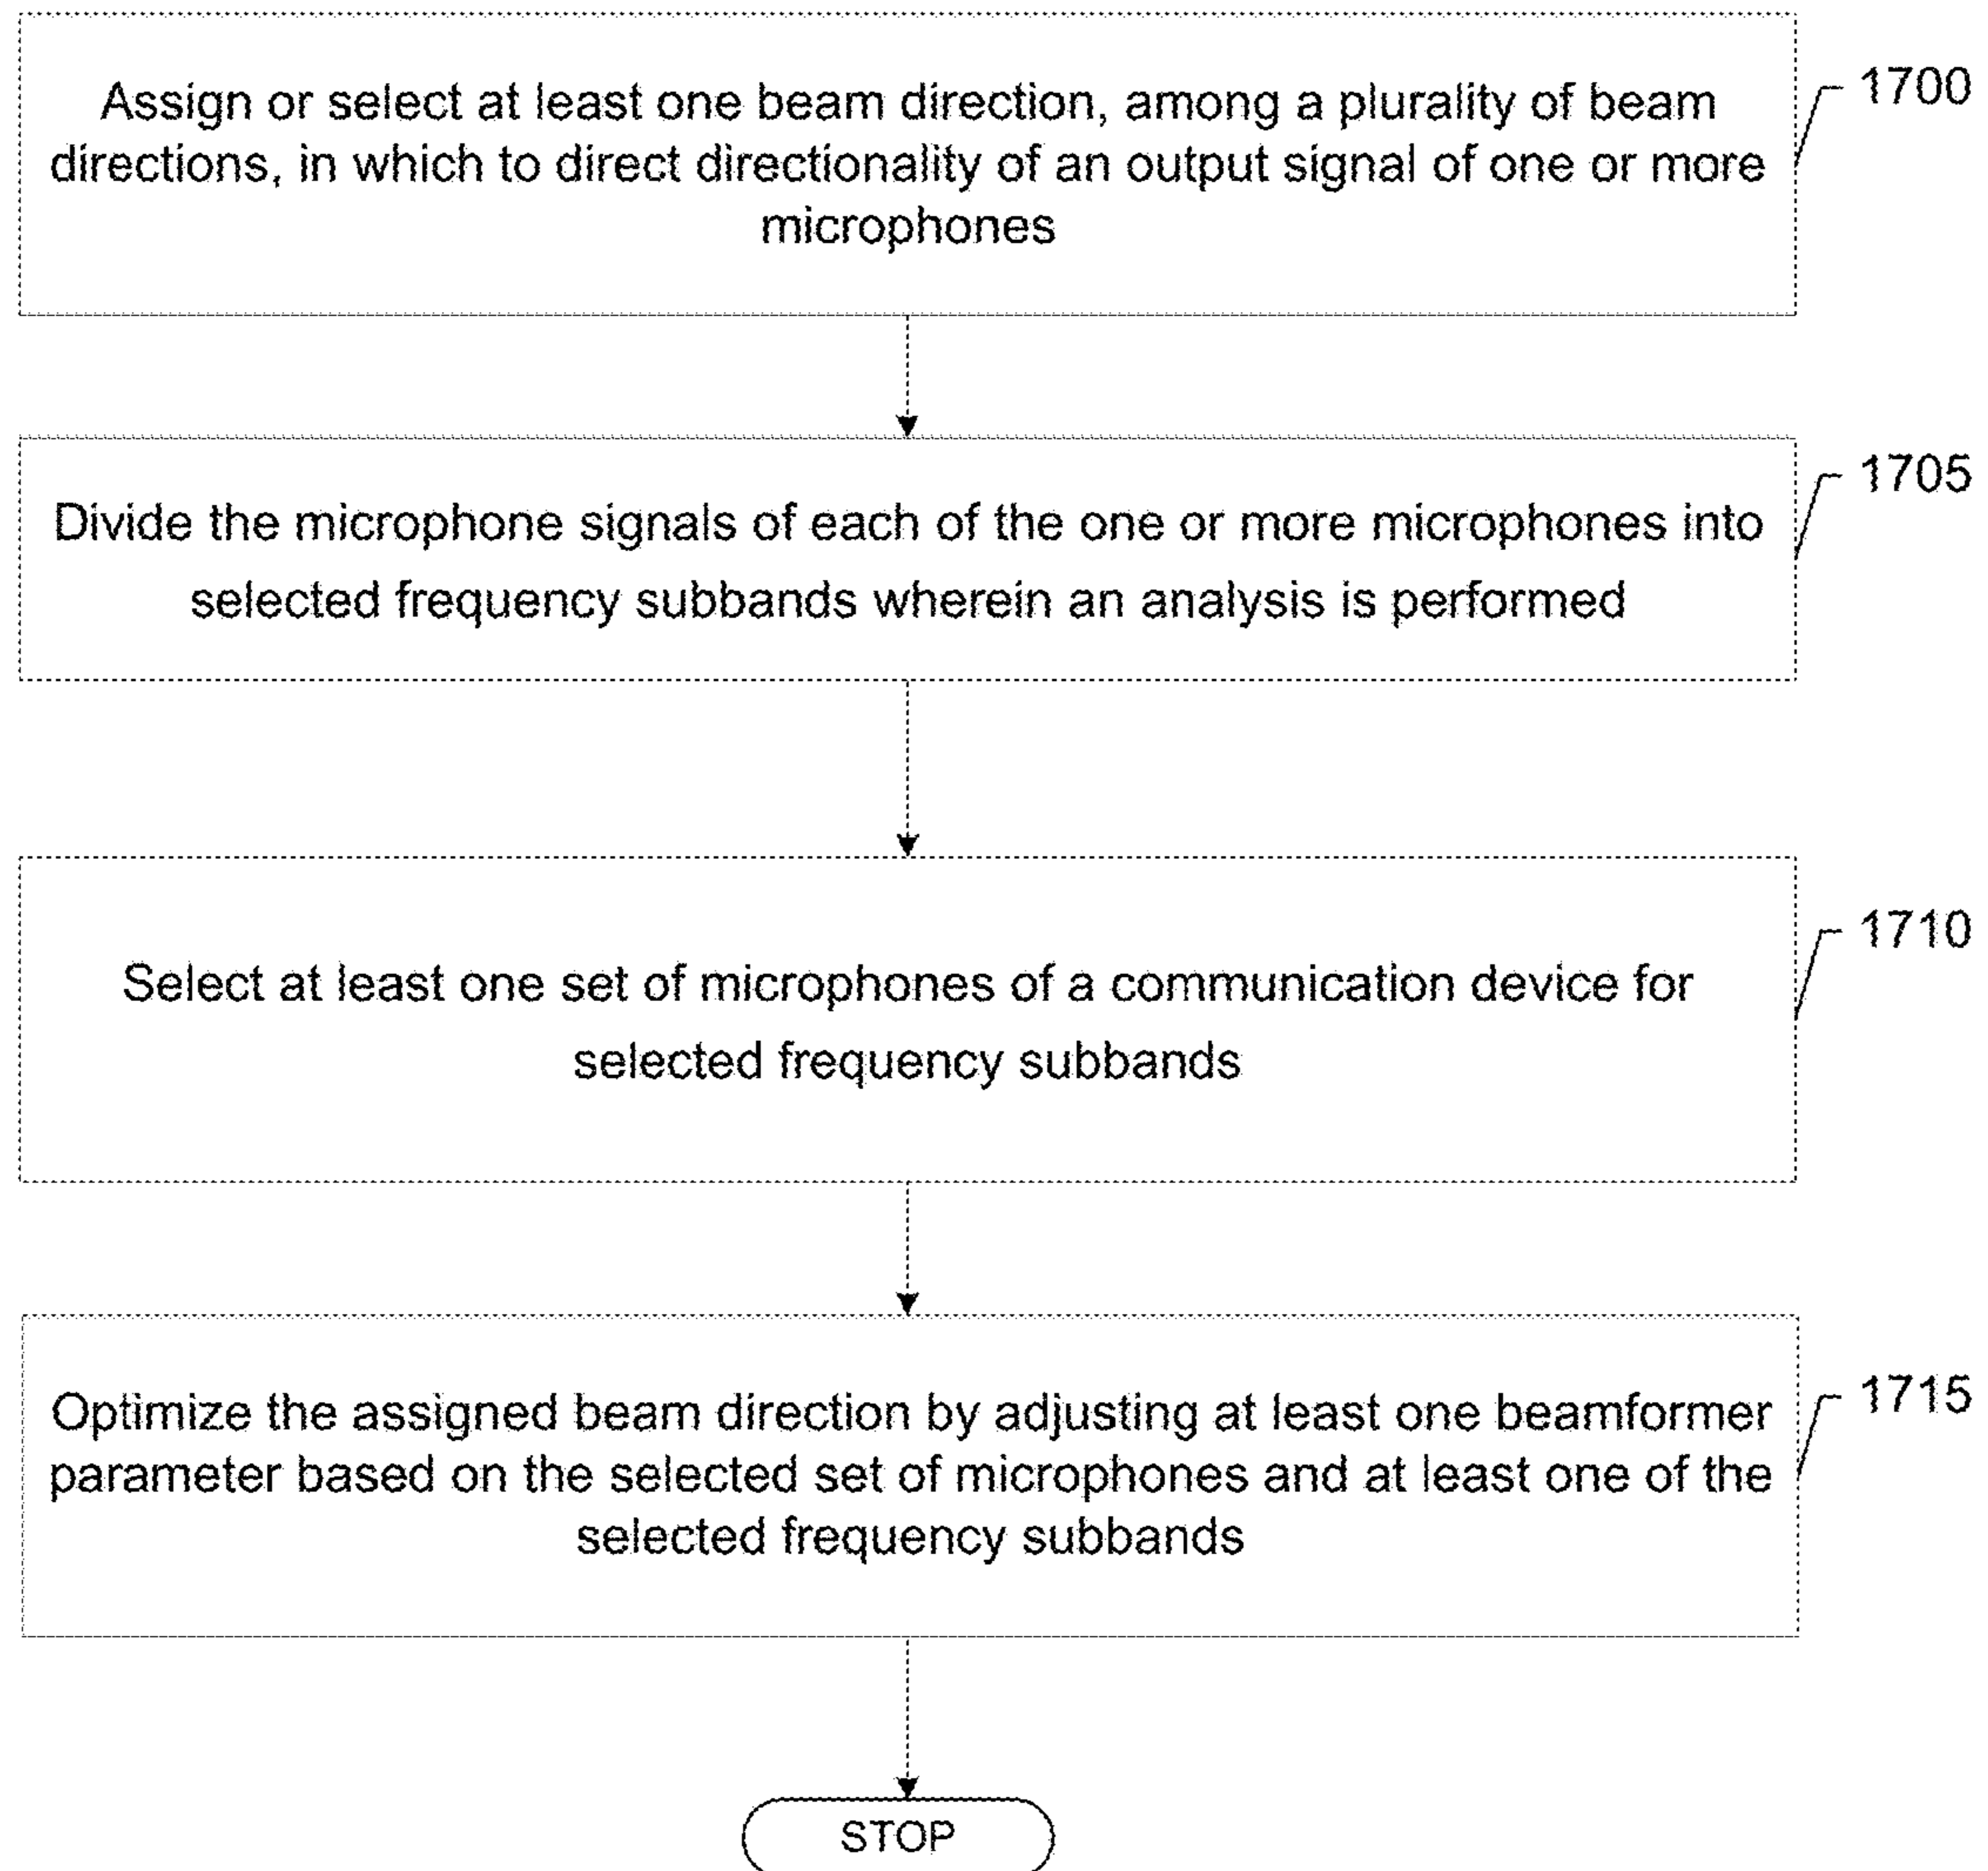 Assign or select at least one beam direction, among a plurality of beam
directions, in which to direct directionality of an output signal of one or more
microphones
1700
Divide the microphone signals of each of the one or more microphones into
selected frequency subbands wherein an analysis is performed
1705
Select at least one set of microphones of a communication device for
selected frequency subbands
1710
Optimize the assigned beam direction by adjusting at least one beamformer
parameter based on the selected set of microphones and at least one of the
selected frequency subbands
1715
STOP